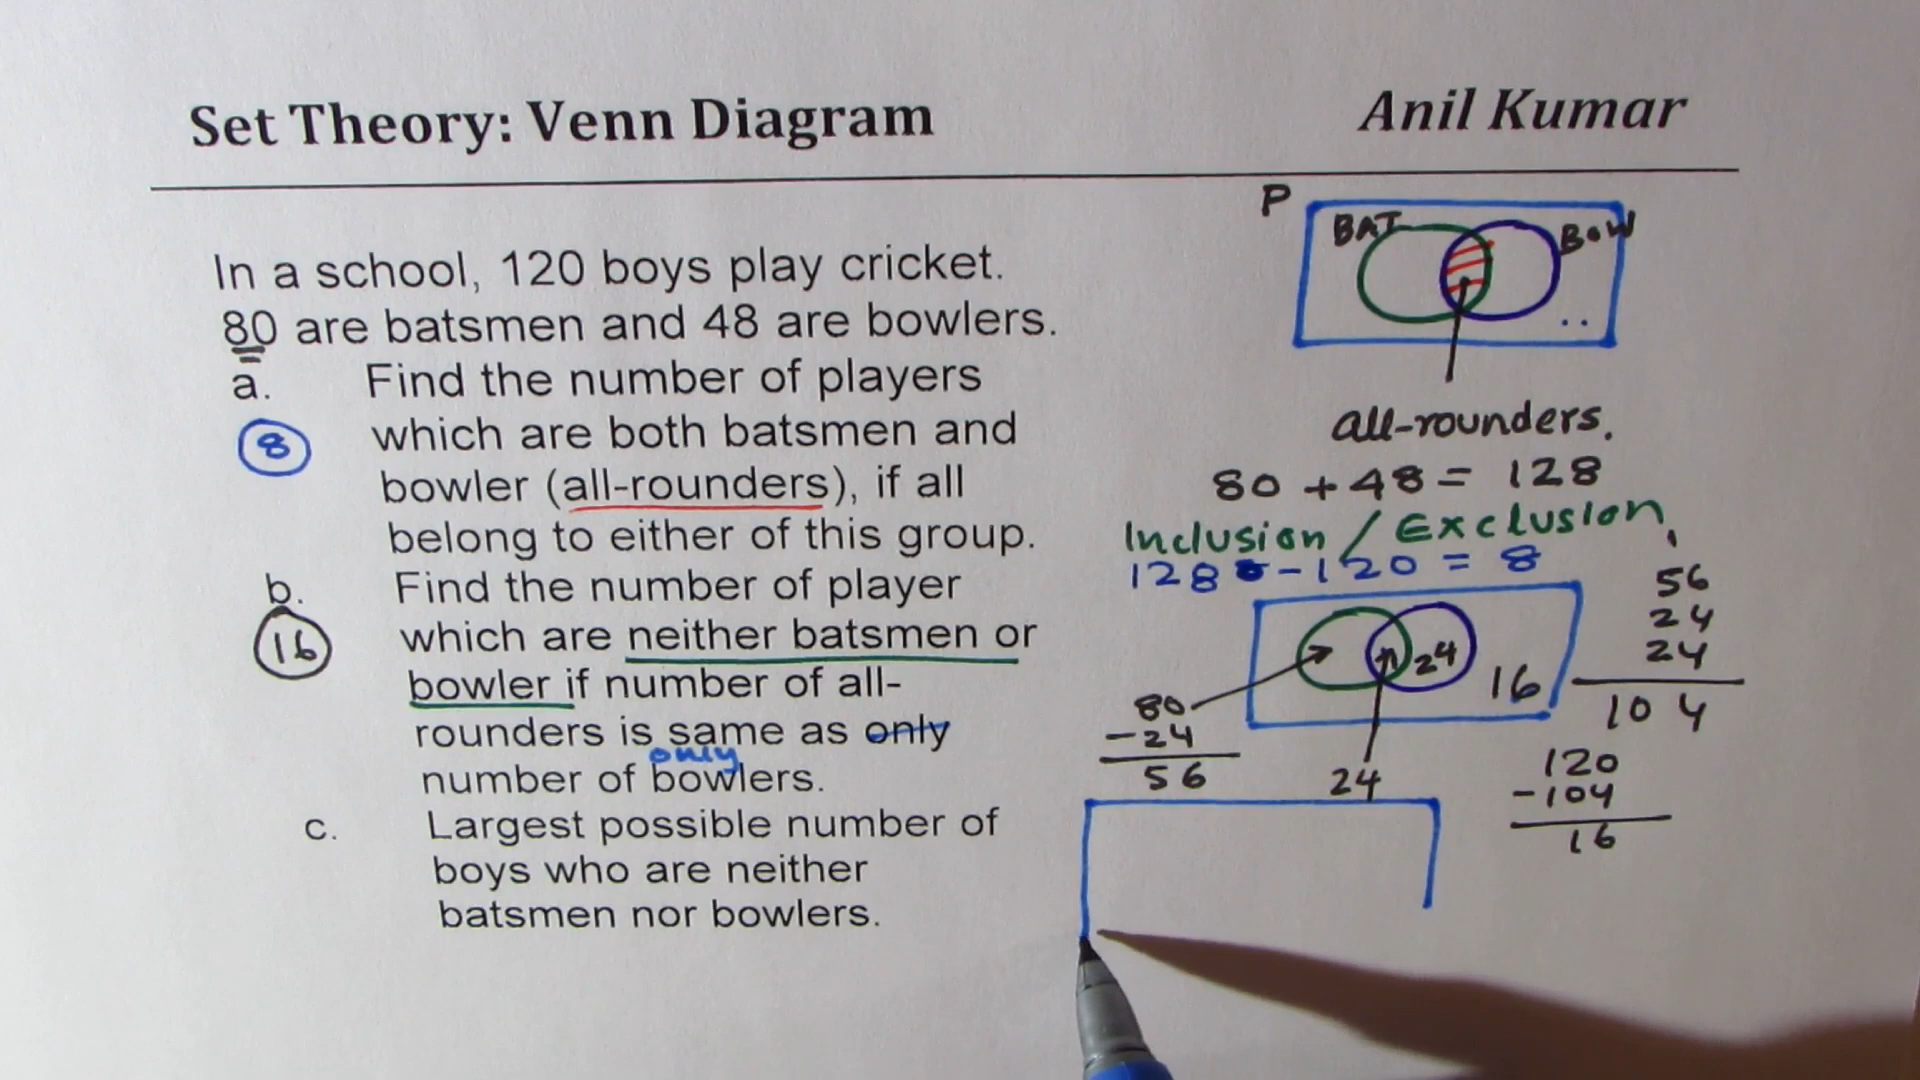 Set Theory: Venn Diagram
Anil Kumar
In a school, 120 boys play cricket.
80 are batsmen and 48 are bowlers.
a. Find the number of players
8
which are both batsmen and
bowler (all-rounders), if all
belong to either of this group.
b. Find the number of player
16
which are neither batsmen or
bowler if number of all-
rounders is same as only
only
number of bowlers.
c. Largest possible number of
boys who are neither
batsmen nor bowlers.
P
BAT
BOW
all-rounders.
80 + 48 = 128
Inclusion / Exclusion
128 - 120 = 8
24
16
80
-24
56
24
1
56
24
24
104
120
-104
16